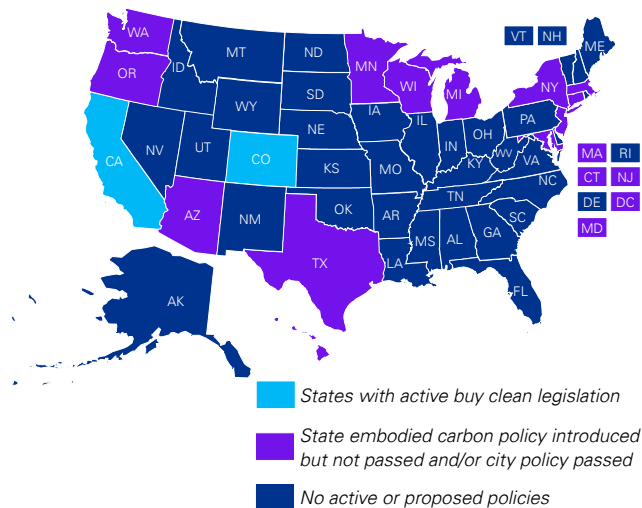 WA
MT
ND
MN
VT
NH
ME
OR
ID
SD
WI
MI
NY
WY
IA
PA
NE
IL
IN
OH
MA
RI
NV
UT
CO
KS
MO
KY
WV
VA
CT
NJ
CA
NC
DE
DC
AZ
NM
OK
AR
TN
SC
MD
MS
AL
GA
TX
LA
FL
AK
States with active buy clean legislation
State embodied carbon policy introduced
but not passed and/or city policy passed
No active or proposed policies